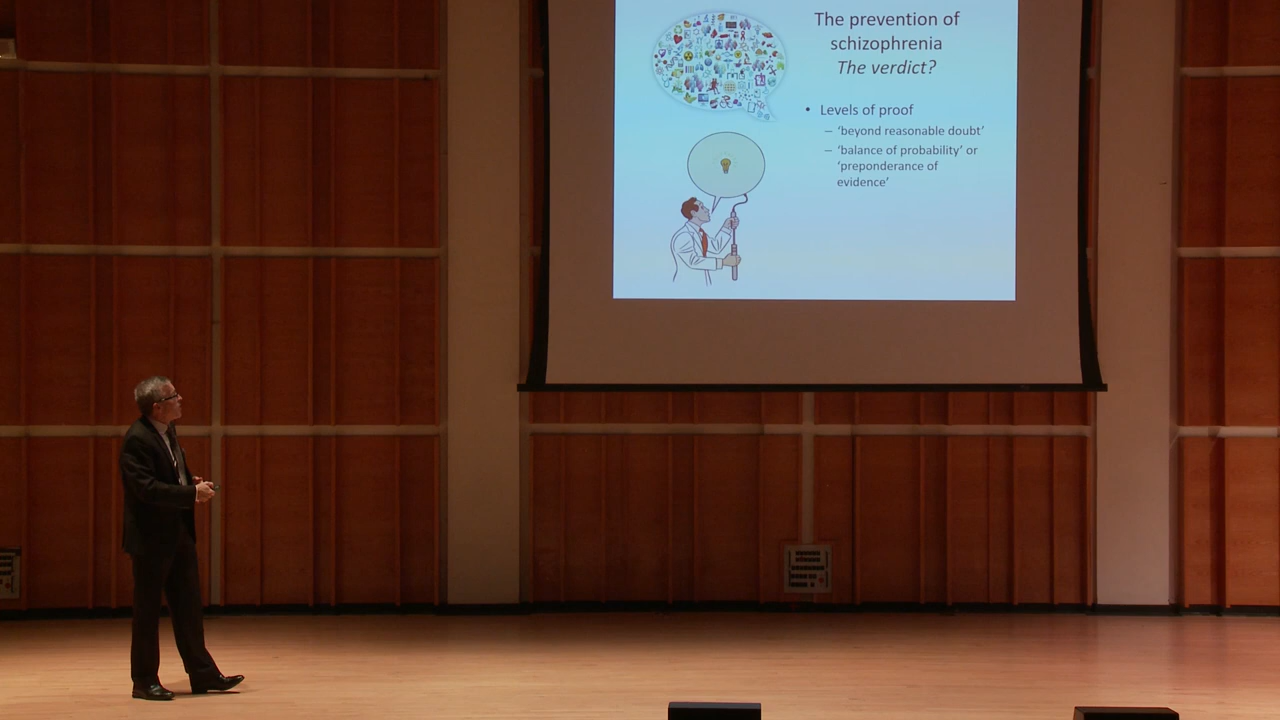 The prevention of
schizophrenia
The verdict?
• Levels of proof
– ‘beyond reasonable doubt’
– ‘balance of probability’ or
‘preponderance of
evidence’